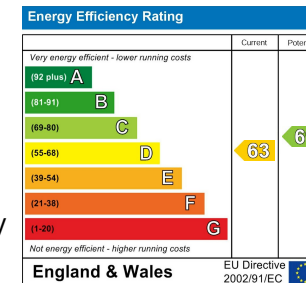 Energy Efficiency Rating
Current
Very energy efficient - lower running costs
(92 plus) A
(81-91) B
(69-80) C
(55-68) D 63
(39-54) E
(21-38) F
(1-20) G
Not energy efficient - higher running costs
England & Wales
EU Directive
2002/91/EC